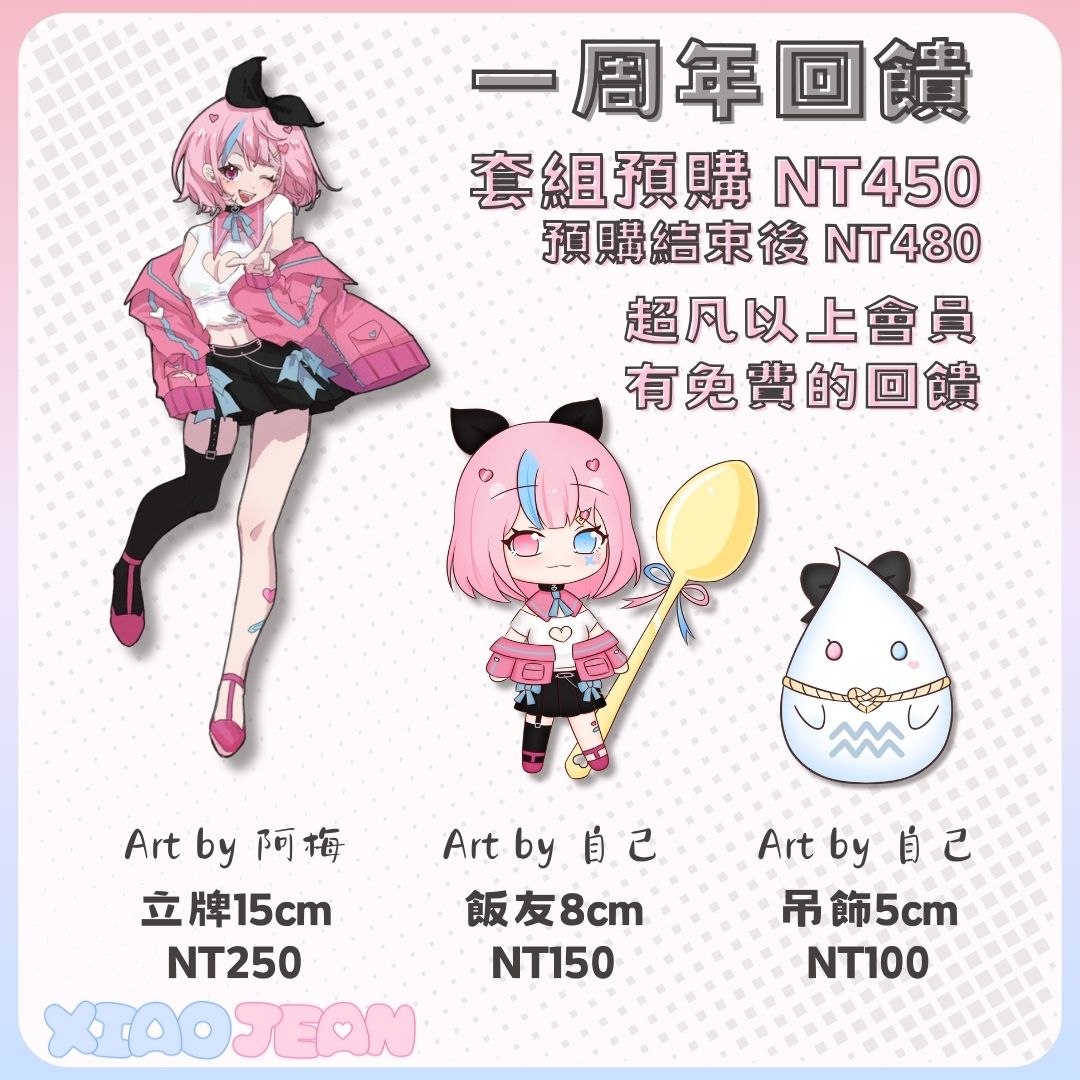 一周年回饋
套組預購 NT450
預購結束後 NT480
超凡以上會員
有免費的回饋
Art by 阿梅
立牌15cm
NT250
Art by 自己
飯友8cm
NT150
Art by 自己
吊飾5cm
NT100
XIAOJEAN